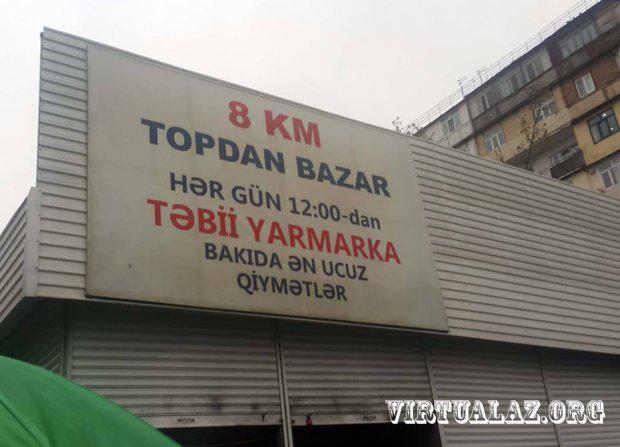 8 KM
TOPDAN BAZAR
HƏR GÜN 12:00-dan
TƏBİİ YARMARKA
BAKIDA ƏN UCUZ
QİYMƏTLƏR
VIRTUALAZ.ORG